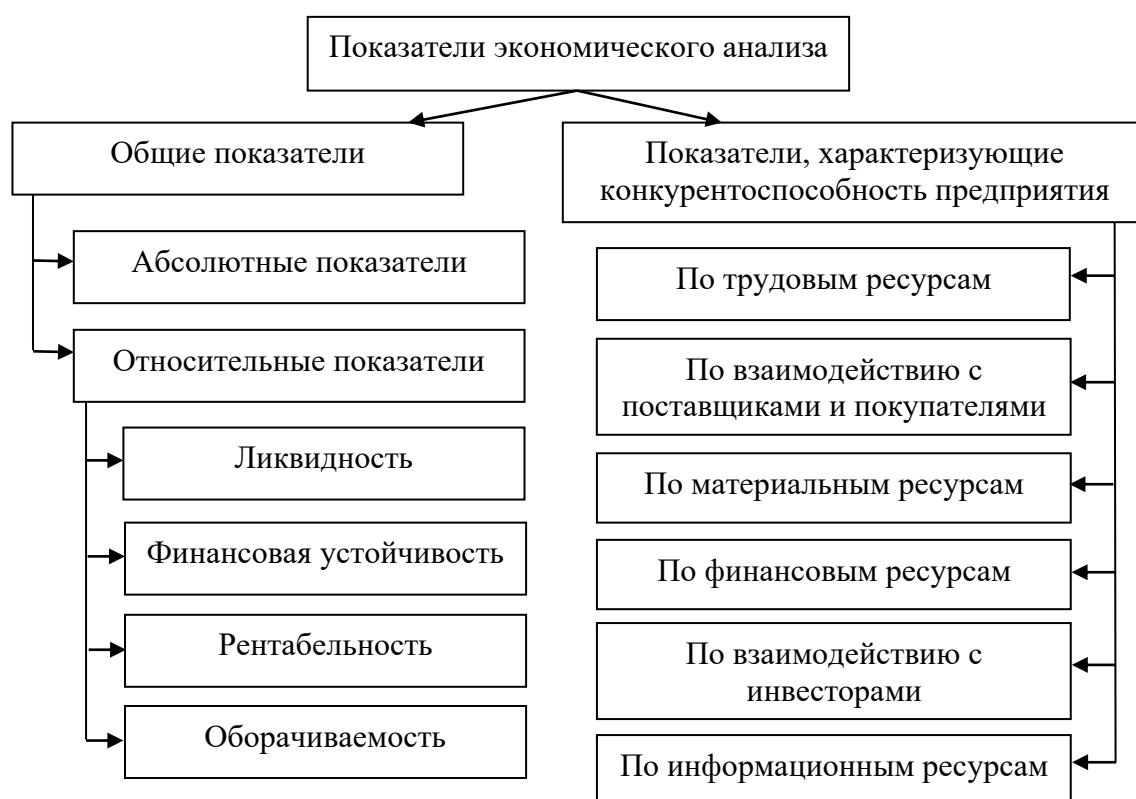 Показатели экономического анализа
Общие показатели
Абсолютные показатели
Относительные показатели
Ликвидность
Финансовая устойчивость
Рентабельность
Оборачиваемость
Показатели, характеризующие
конкурентоспособность предприятия
По трудовым ресурсам
По взаимодействию с
поставщиками и покупателями
По материальным ресурсам
По финансовым ресурсам
По взаимодействию с
инвесторами
По информационным ресурсам